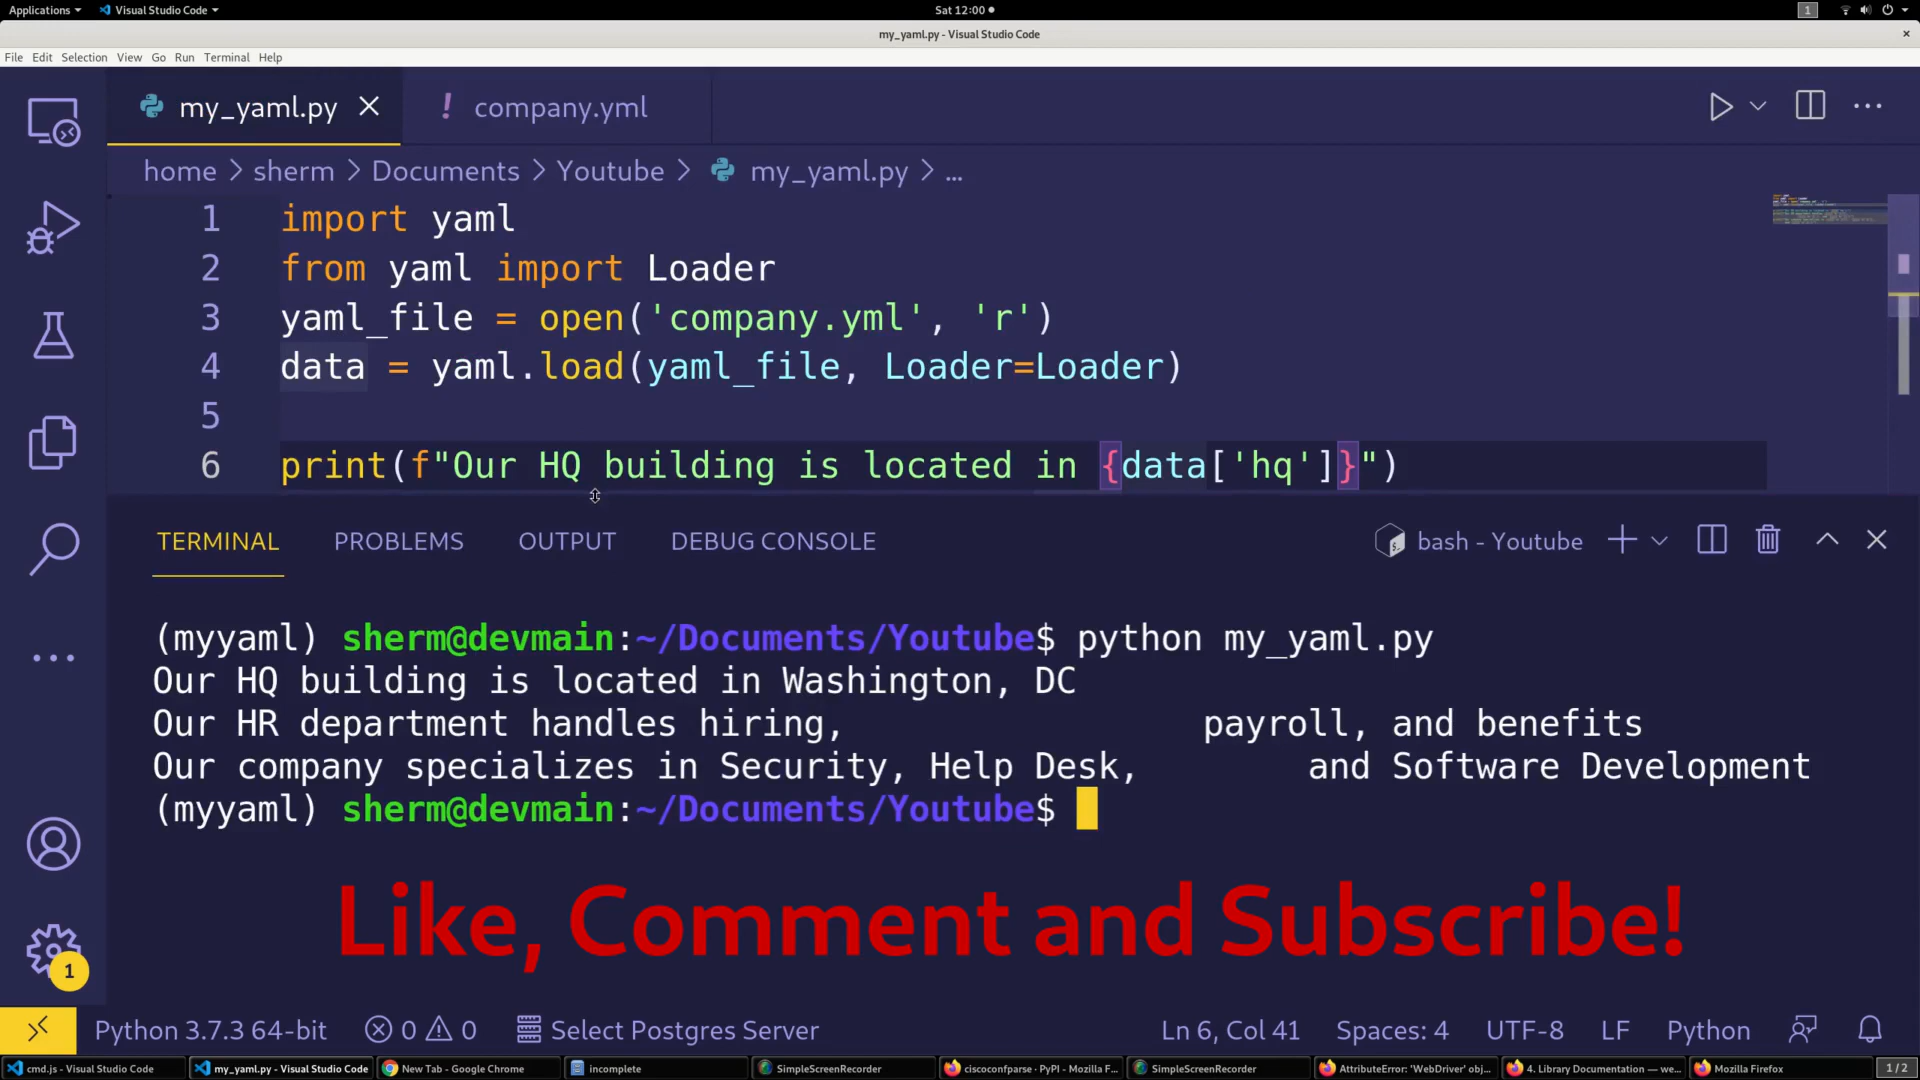 Applications Visual Studio Code Sat 12:00 1
my_yaml.py - Visual Studio Code
File Edit Selection View Go Run Terminal Help
my_yaml.py company.yml
home > sherm > Documents > Youtube > my_yaml.py > ...
1 import yaml
2 from yaml import Loader
3 yaml_file = open('company.yml', 'r')
4 data = yaml.load(yaml_file, Loader=Loader)
5
6 print(f"Our HQ building is located in {data['hq']}")
TERMINAL PROBLEMS OUTPUT DEBUG CONSOLE bash - Youtube
(myyaml) sherm@devmain:~/Documents/Youtube$ python my_yaml.py
Our HQ building is located in Washington, DC
Our HR department handles hiring, payroll, and benefits
Our company specializes in Security, Help Desk, and Software Development
(myyaml) sherm@devmain:~/Documents/Youtube$
Like, Comment and Subscribe!
1
Python 3.7.3 64-bit 0 0 Select Postgres Server Ln 6, Col 41 Spaces: 4 UTF-8 LF Python
cmd.js - Visual Studio Code my_yaml.py - Visual Studio Code New Tab - Google Chrome incomplete SimpleScreenRecorder ciscoconfparse · PyPI - Mozilla F... SimpleScreenRecorder AttributeError: 'WebDriver' obj... 4. Library Documentation — we... Mozilla Firefox 1 / 2